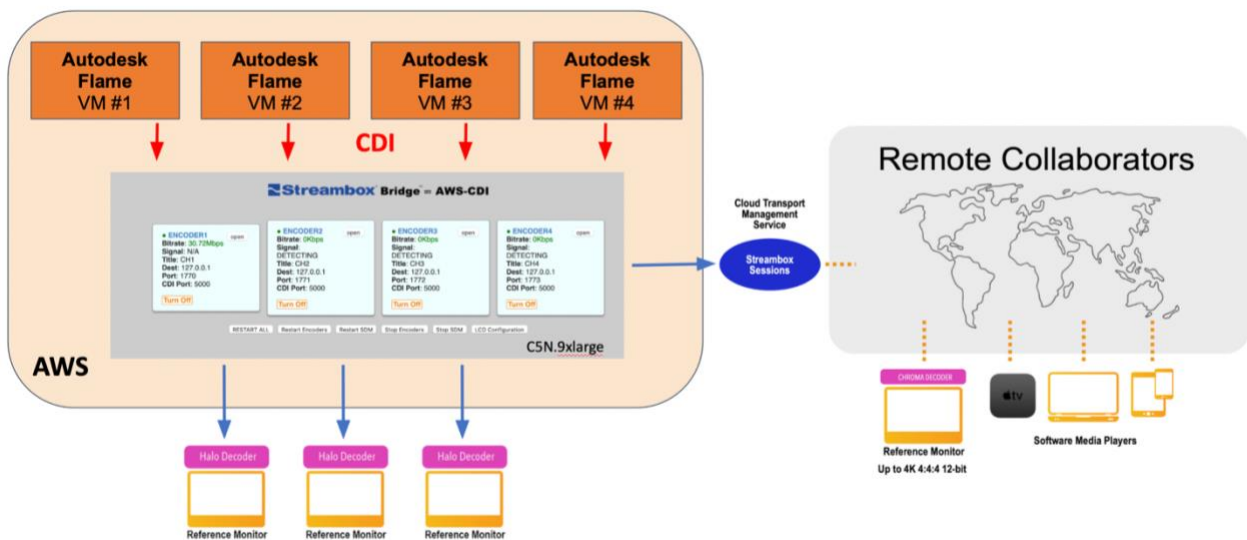 Autodesk
Flame
VM #1
Autodesk
Flame
VM #2
Autodesk
Flame
VM #3
Autodesk
Flame
VM #4
CDI
Streambox Bridge AWS-CDI
ENCODER1
open
Bitrate: 30.72Mbps
Signal: N/A
Title: CH1
Dest: 127.0.0.1
Port: 1770
CDI Port: 5000
Turn Off
ENCODER2
open
Bitrate: 0Kbps
Signal:
DETECTING
Title: CH2
Dest: 127.0.0.1
Port: 1771
CDI Port: 5000
Turn Off
ENCODER3
open
Bitrate: 0Kbps
Signal:
DETECTING
Title: CH3
Dest: 127.0.0.1
Port: 1772
CDI Port: 5000
Turn Off
ENCODER4
open
Bitrate: 0Kbps
Signal:
DETECTING
Title: CH4
Dest: 127.0.0.1
Port: 1773
CDI Port: 5000
Turn Off
RESTART ALL
Restart Encoders
Restart SDM
Stop Encoders
Stop SDM
LCD Configuration
C5N.9xlarge
AWS
Halo Decoder
Reference Monitor
Halo Decoder
Reference Monitor
Halo Decoder
Reference Monitor
Cloud Transport
Management
Service
Streambox
Sessions
Remote Collaborators
CHROMA DECODER
Reference Monitor
Up to 4K 4:4:4 12-bit
tv
Software Media Players